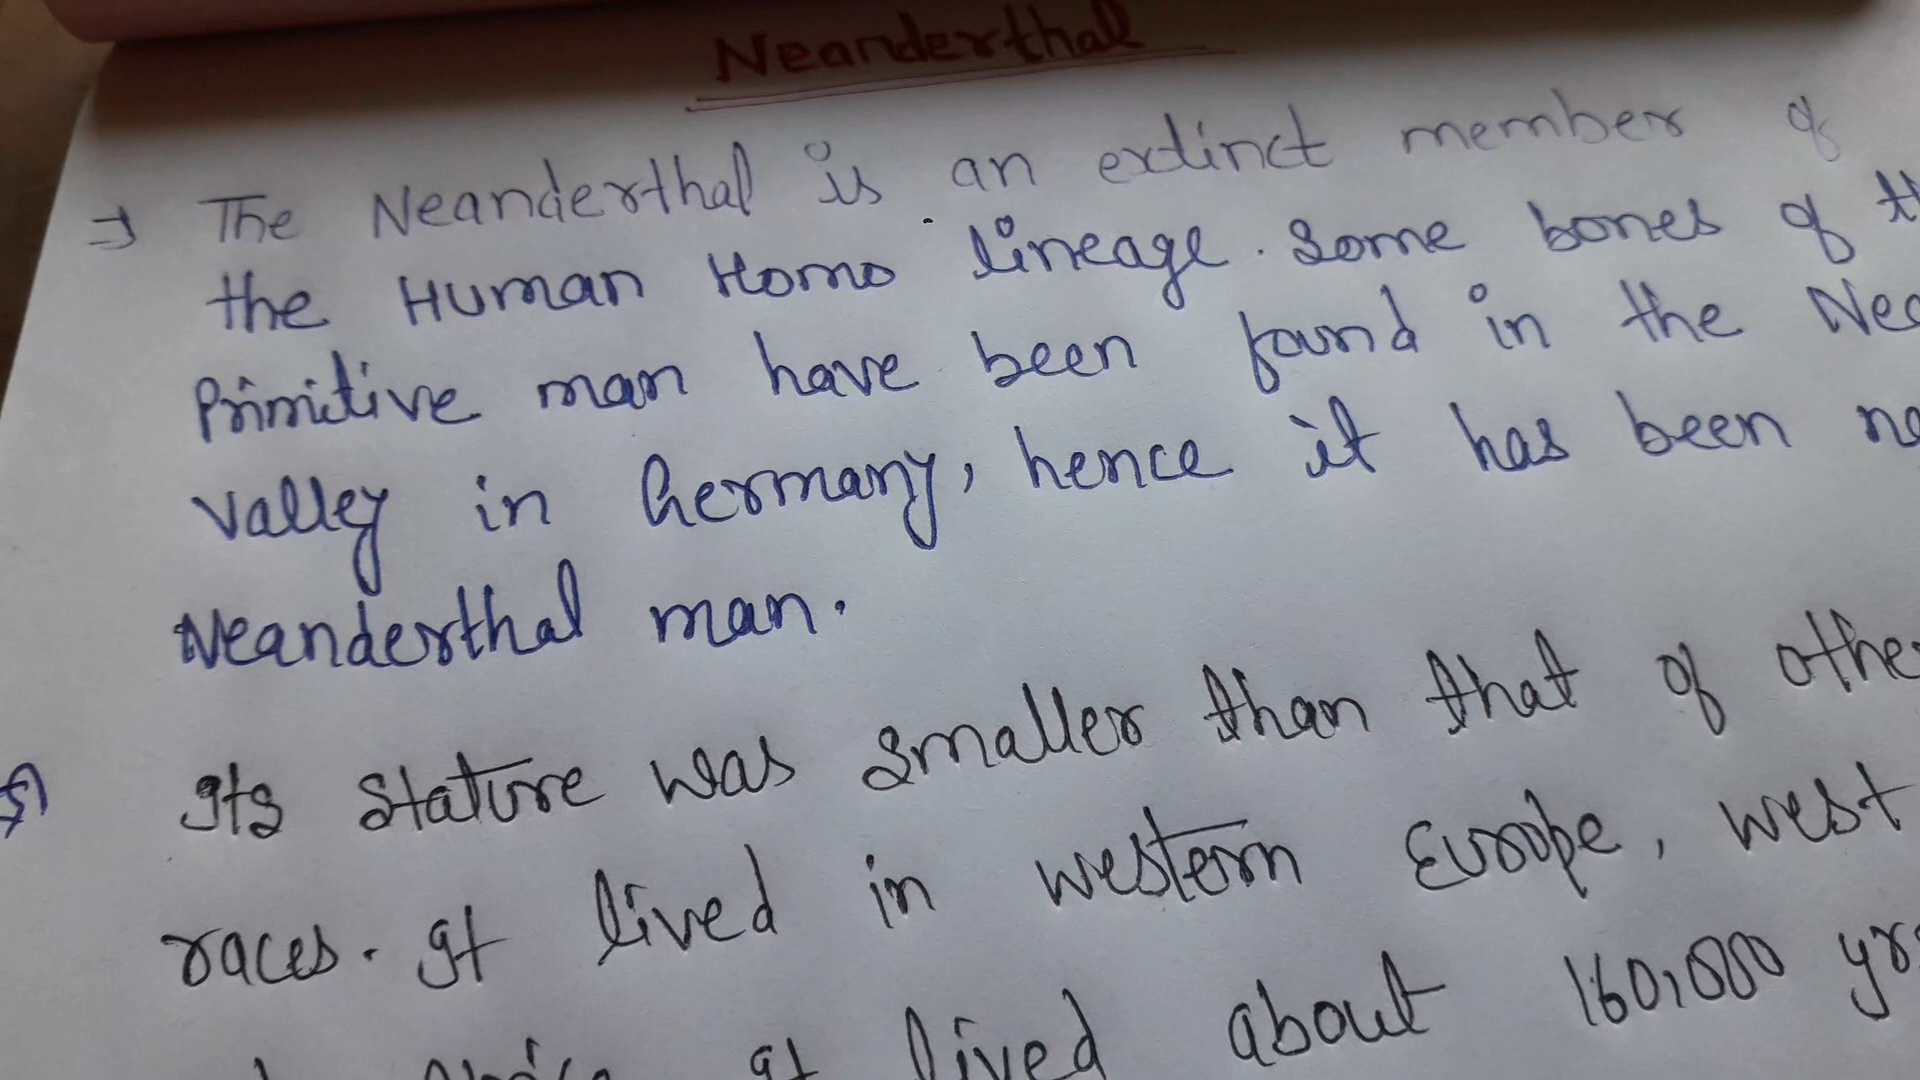 Neanderthal
⇒ The Neanderthal is an extinct member of
the Human Homo lineage. Some bones of
Primitive man have been found in the
valley in Germany, hence it has been
Neanderthal man.
Its stature was smaller than that of
races. It lived in western Europe, west
It lived about 160,000